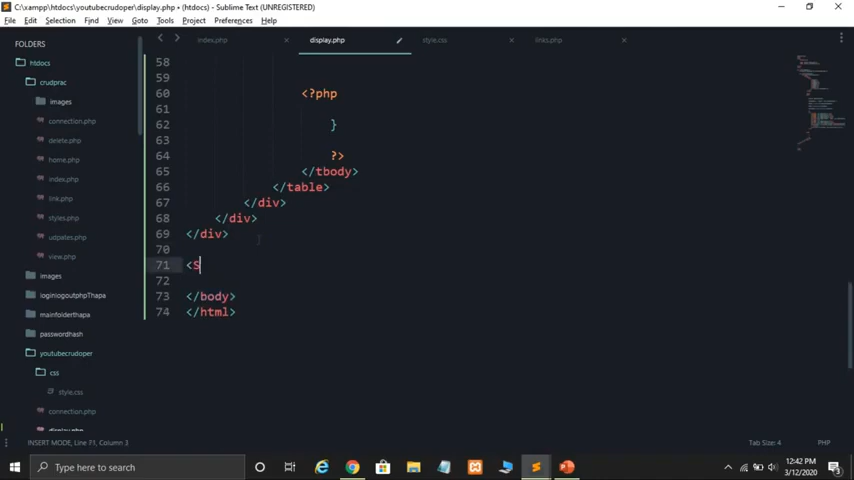 C:\xampp\htdocs\youtubecrudoper\display.php • (htdocs) - Sublime Text (UNREGISTERED)
File Edit Selection Find View Goto Tools Project Preferences Help
FOLDERS
htdocs
crudprac
images
connection.php
delete.php
home.php
index.php
link.php
styles.php
udpates.php
view.php
images
loginlogoutphpThapa
mainfolderthapa
passwordhash
youtubecrudoper
css
style.css
connection.php
display.php
index.php
display.php
style.css
links.php
58
59
60 <?php
61
62 }
63
64 ?>
65 </tbody>
66 </table>
67 </div>
68 </div>
69 </div>
70
71 <S
72
73 </body>
74 </html>
INSERT MODE, Line 71, Column 3
Tab Size: 4
PHP
Type here to search
12:42 PM
3/12/2020